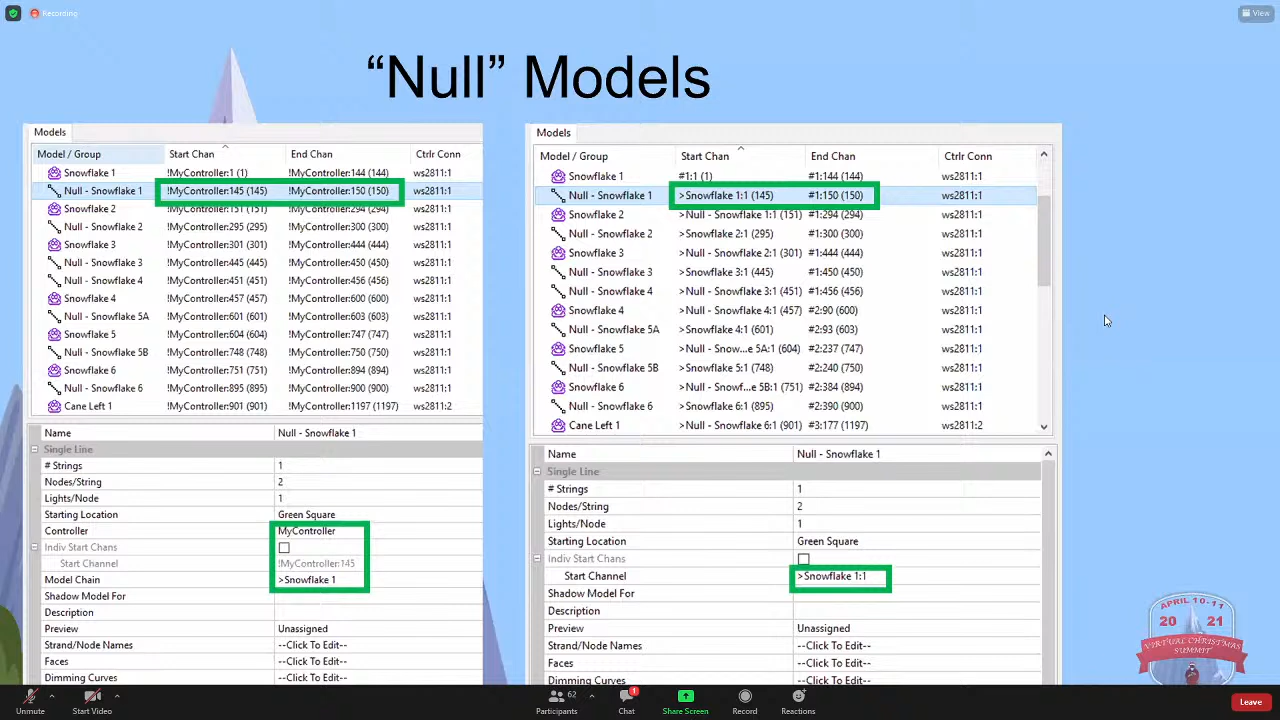 Recording
View
“Null” Models
Models
Model / Group Start Chan End Chan Ctrlr Conn
Snowflake 1 !MyController:1 (1) !MyController:144 (144) ws2811:1
Null - Snowflake 1 !MyController:145 (145) !MyController:150 (150) ws2811:1
Snowflake 2 !MyController:151 (151) !MyController:294 (294) ws2811:1
Null - Snowflake 2 !MyController:295 (295) !MyController:300 (300) ws2811:1
Snowflake 3 !MyController:301 (301) !MyController:444 (444) ws2811:1
Null - Snowflake 3 !MyController:445 (445) !MyController:450 (450) ws2811:1
Null - Snowflake 4 !MyController:451 (451) !MyController:456 (456) ws2811:1
Snowflake 4 !MyController:457 (457) !MyController:600 (600) ws2811:1
Null - Snowflake 5A !MyController:601 (601) !MyController:603 (603) ws2811:1
Snowflake 5 !MyController:604 (604) !MyController:747 (747) ws2811:1
Null - Snowflake 5B !MyController:748 (748) !MyController:750 (750) ws2811:1
Snowflake 6 !MyController:751 (751) !MyController:894 (894) ws2811:1
Null - Snowflake 6 !MyController:895 (895) !MyController:900 (900) ws2811:1
Cane Left 1 !MyController:901 (901) !MyController:1197 (1197) ws2811:2
Name Null - Snowflake 1
Single Line
# Strings 1
Nodes/String 2
Lights/Node 1
Starting Location Green Square
Controller MyController
Indiv Start Chans
Start Channel !MyController:145
Model Chain >Snowflake 1
Shadow Model For
Description
Preview Unassigned
Strand/Node Names --Click To Edit--
Faces --Click To Edit--
Dimming Curves --Click To Edit--
Models
Model / Group Start Chan End Chan Ctrlr Conn
Snowflake 1 #1:1 (1) #1:144 (144) ws2811:1
Null - Snowflake 1 >Snowflake 1:1 (145) #1:150 (150) ws2811:1
Snowflake 2 >Null - Snowflake 1:1 (151) #1:294 (294) ws2811:1
Null - Snowflake 2 >Snowflake 2:1 (295) #1:300 (300) ws2811:1
Snowflake 3 >Null - Snowflake 2:1 (301) #1:444 (444) ws2811:1
Null - Snowflake 3 >Snowflake 3:1 (445) #1:450 (450) ws2811:1
Null - Snowflake 4 >Null - Snowflake 3:1 (451) #1:456 (456) ws2811:1
Snowflake 4 >Null - Snowflake 4:1 (457) #2:90 (600) ws2811:1
Null - Snowflake 5A >Snowflake 4:1 (601) #2:93 (603) ws2811:1
Snowflake 5 >Null - Snow...e 5A:1 (604) #2:237 (747) ws2811:1
Null - Snowflake 5B >Snowflake 5:1 (748) #2:240 (750) ws2811:1
Snowflake 6 >Null - Snowf...e 5B:1 (751) #2:384 (894) ws2811:1
Null - Snowflake 6 >Snowflake 6:1 (895) #2:390 (900) ws2811:1
Cane Left 1 >Null - Snowflake 6:1 (901) #3:177 (1197) ws2811:2
Name Null - Snowflake 1
Single Line
# Strings 1
Nodes/String 2
Lights/Node 1
Starting Location Green Square
Indiv Start Chans
Start Channel >Snowflake 1:1
Shadow Model For
Description
Preview Unassigned
Strand/Node Names --Click To Edit--
Faces --Click To Edit--
Dimming Curves --Click To Edit--
APRIL 10-11
20 21
VIRTUAL CHRISTMAS
SUMMIT
Unmute
Start Video
62
Participants
1
Chat
Share Screen
Record
Reactions
Leave